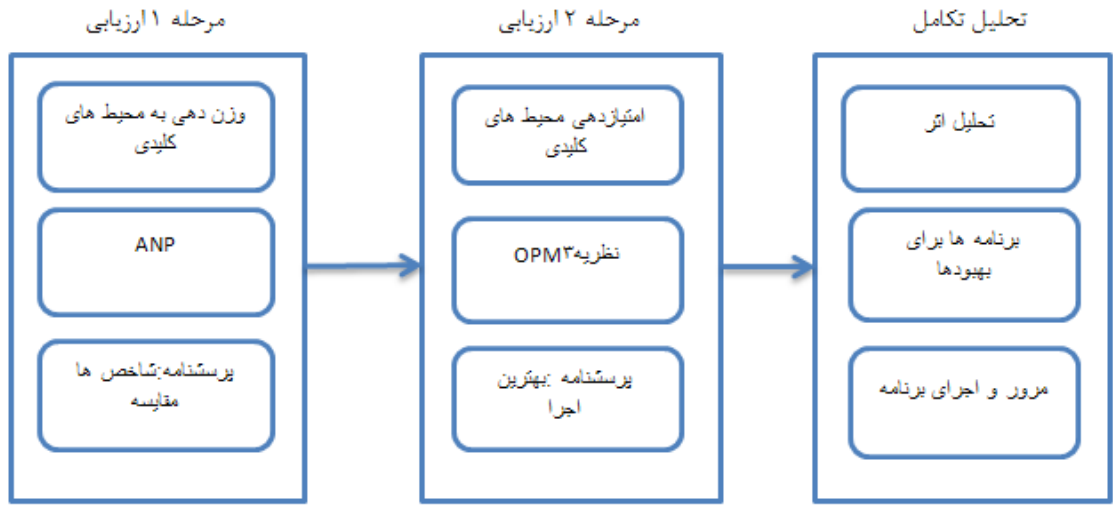 مرحله ۱ ارزیابی
وزن دهی به محیط های
کلیدی
ANP
پرسشنامه:شاخص ها
مقایسه
مرحله ۲ ارزیابی
امتیازدهی محیط های
کلیدی
نظریهOPM۳
پرسشنامه :بهترین
اجرا
تحلیل تکامل
تحلیل اثر
برنامه ها برای
بهبودها
مرور و اجرای برنامه